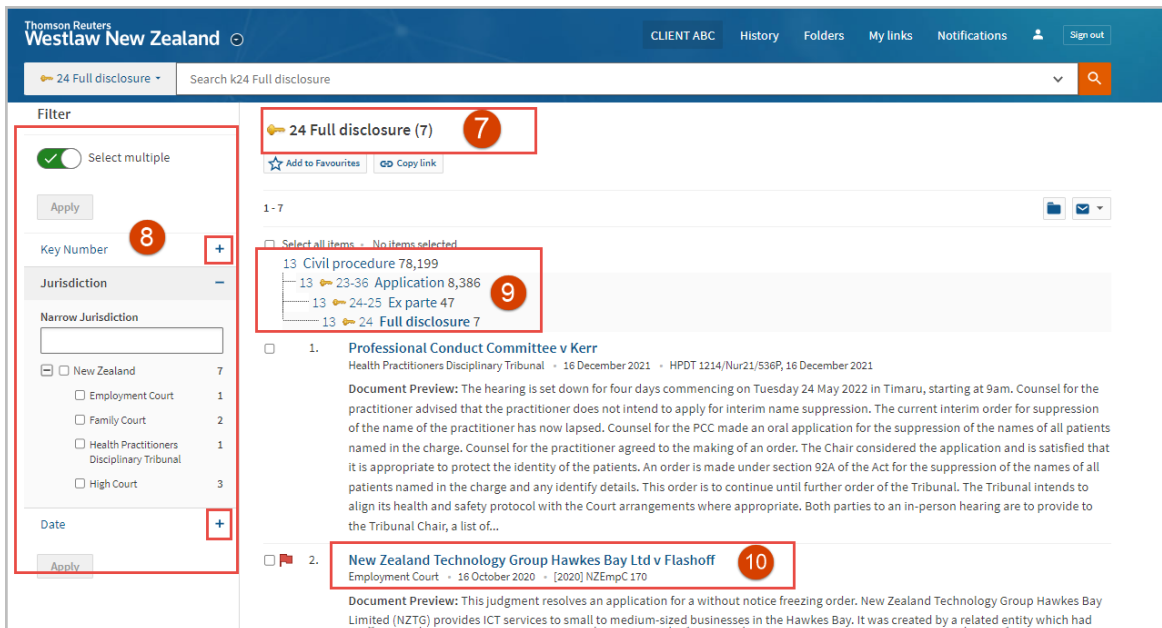 Thomson Reuters
Westlaw New Zealand
CLIENT ABC History Folders My links Notifications Sign out
24 Full disclosure Search k24 Full disclosure
Filter
Select multiple
Apply
8
Key Number +
Jurisdiction −
Narrow Jurisdiction
New Zealand 7
Employment Court 1
Family Court 2
Health Practitioners 1
Disciplinary Tribunal
High Court 3
Date +
Apply
24 Full disclosure (7) 7
Add to Favourites Copy link
1 - 7
Select all items • No items selected
13 Civil procedure 78,199
13 23-36 Application 8,386
13 24-25 Ex parte 47
13 24 Full disclosure 7
9
1. Professional Conduct Committee v Kerr
Health Practitioners Disciplinary Tribunal • 16 December 2021 • HPDT 1214/Nur21/536P, 16 December 2021
Document Preview: The hearing is set down for four days commencing on Tuesday 24 May 2022 in Timaru, starting at 9am. Counsel for the
practitioner advised that the practitioner does not intend to apply for interim name suppression. The current interim order for suppression
of the name of the practitioner has now lapsed. Counsel for the PCC made an oral application for the suppression of the names of all patients
named in the charge. Counsel for the practitioner agreed to the making of an order. The Chair considered the application and is satisfied that
it is appropriate to protect the identity of the patients. An order is made under section 92A of the Act for the suppression of the names of all
patients named in the charge and any identify details. This order is to continue until further order of the Tribunal. The Tribunal intends to
align its health and safety protocol with the Court arrangements where appropriate. Both parties to an in-person hearing are to provide to
the Tribunal Chair, a list of...
2. New Zealand Technology Group Hawkes Bay Ltd v Flashoff 10
Employment Court • 16 October 2020 • [2020] NZEmpC 170
Document Preview: This judgment resolves an application for a without notice freezing order. New Zealand Technology Group Hawkes Bay
Limited (NZTG) provides ICT services to small to medium-sized businesses in the Hawkes Bay. It was created by a related entity which had